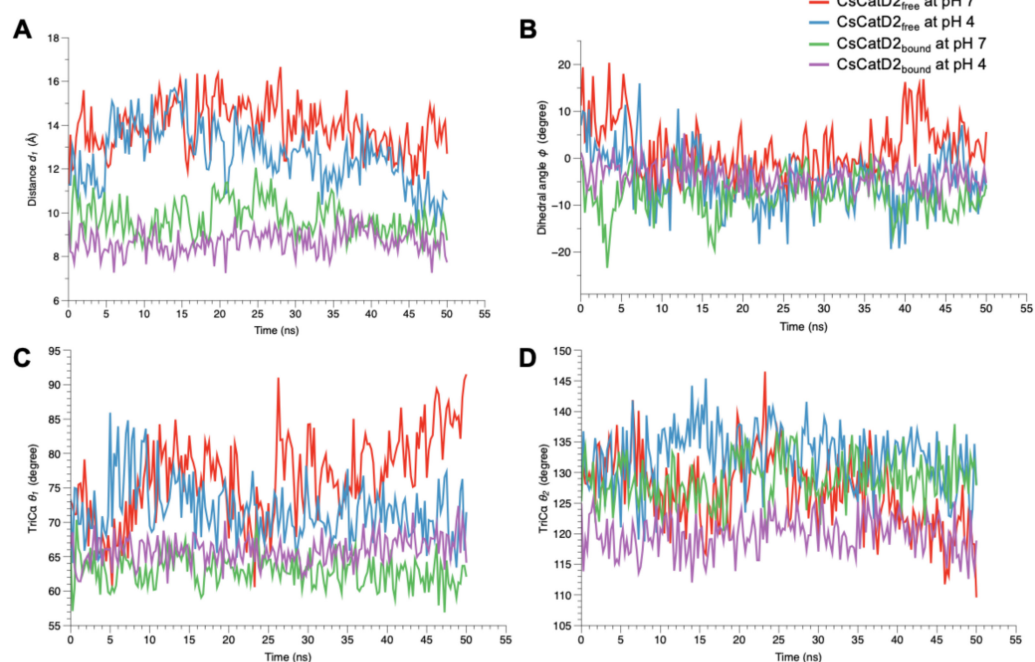 CsCatD2free at pH 7
CsCatD2free at pH 4
CsCatD2bound at pH 7
CsCatD2bound at pH 4
A
Distance d1 (Å)
18
16
14
12
10
8
6
0 5 10 15 20 25 30 35 40 45 50 55
Time (ns)
B
Dihedral angle ϕ (degree)
20
10
0
−10
−20
0 5 10 15 20 25 30 35 40 45 50 55
Time (ns)
C
TriCα θ1 (degree)
95
90
85
80
75
70
65
60
55
0 5 10 15 20 25 30 35 40 45 50 55
Time (ns)
D
TriCα θ2 (degree)
150
145
140
135
130
125
120
115
110
105
0 5 10 15 20 25 30 35 40 45 50 55
Time (ns)